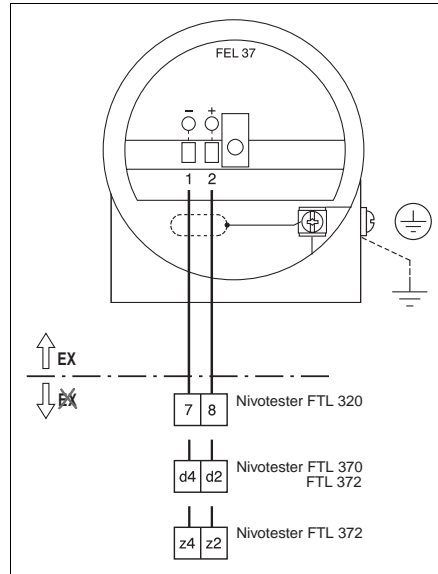 FEL 37
– +
1 2
EX
EX
7 8 Nivotester FTL 320
d4 d2 Nivotester FTL 370
FTL 372
z4 z2 Nivotester FTL 372